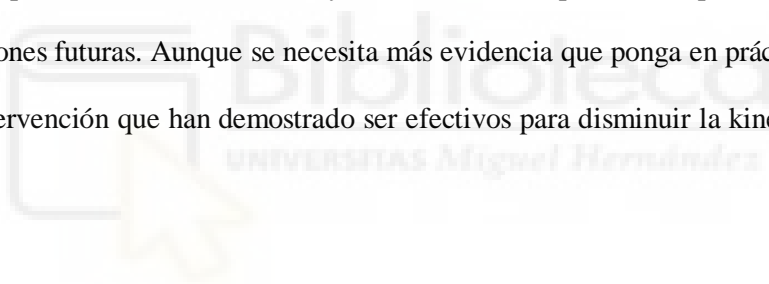 ones futuras. Aunque se necesita más evidencia que ponga en prác
ervención que han demostrado ser efectivos para disminuir la kine
Biblioteca
UNIVERSITAS Miguel Hernández